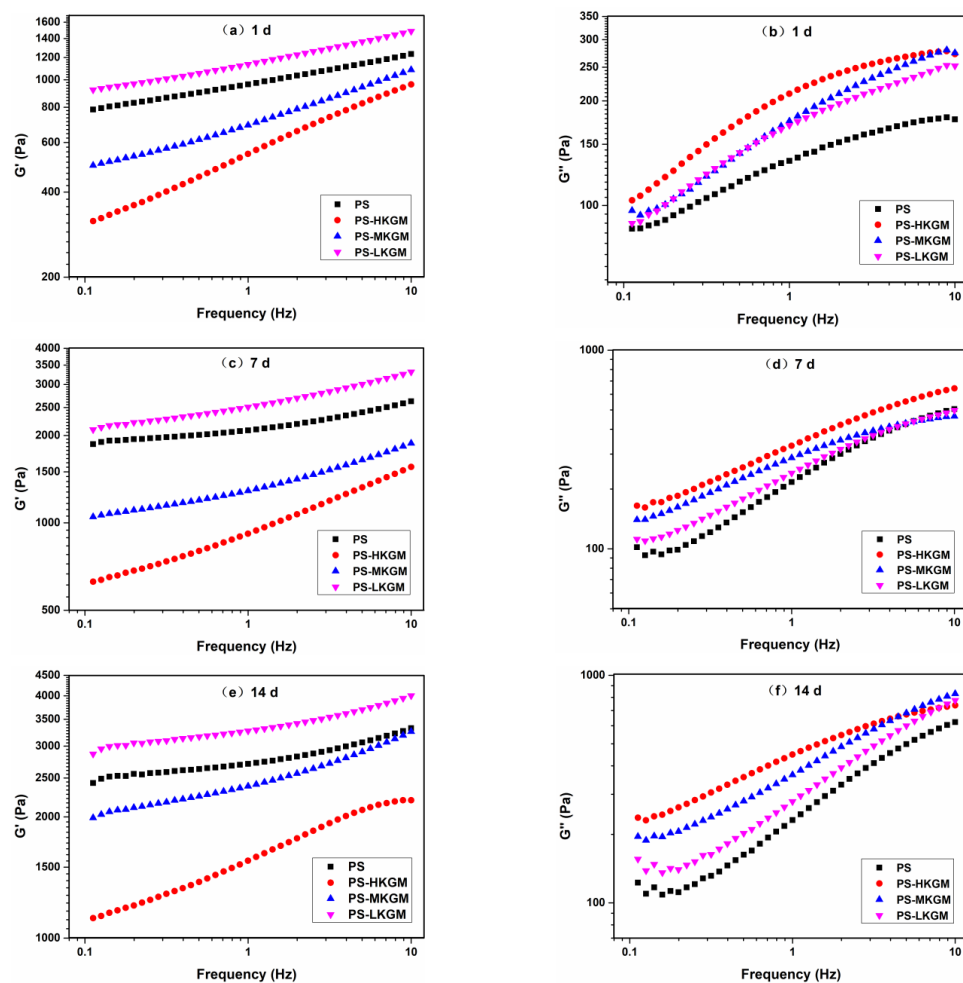 (a) 1 d
G' (Pa)
1600
1200
1000
800
600
400
200
PS
PS-HKGM
PS-MKGM
PS-LKGM
0.1
1
10
Frequency (Hz)
(b) 1 d
G'' (Pa)
350
300
250
200
150
100
PS
PS-HKGM
PS-MKGM
PS-LKGM
0.1
1
10
Frequency (Hz)
(c) 7 d
G' (Pa)
4000
3500
3000
2500
2000
1500
1000
500
PS
PS-HKGM
PS-MKGM
PS-LKGM
0.1
1
10
Frequency (Hz)
(d) 7 d
G'' (Pa)
1000
100
PS
PS-HKGM
PS-MKGM
PS-LKGM
0.1
1
10
Frequency (Hz)
(e) 14 d
G' (Pa)
4500
4000
3500
3000
2500
2000
1500
1000
PS
PS-HKGM
PS-MKGM
PS-LKGM
0.1
1
10
Frequency (Hz)
(f) 14 d
G'' (Pa)
1000
100
PS
PS-HKGM
PS-MKGM
PS-LKGM
0.1
1
10
Frequency (Hz)